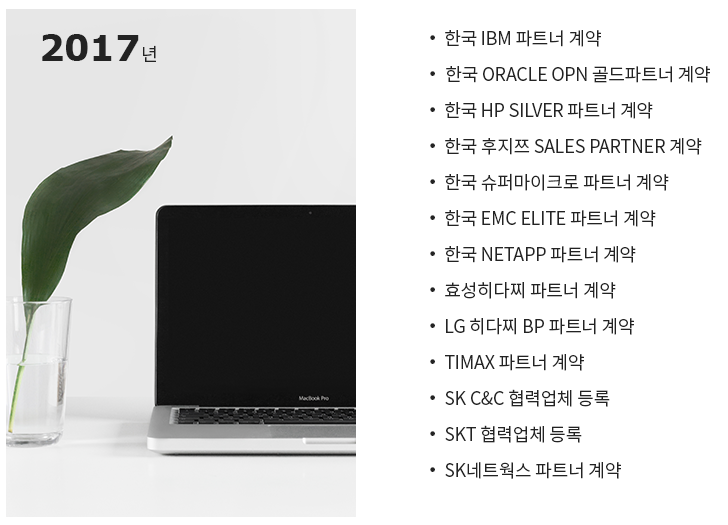 2017년
한국 IBM 파트너 계약
한국 ORACLE OPN 골드파트너 계약
한국 HP SILVER 파트너 계약
한국 후지쯔 SALES PARTNER 계약
한국 슈퍼마이크로 파트너 계약
한국 EMC ELITE 파트너 계약
한국 NETAPP 파트너 계약
효성히다찌 파트너 계약
LG 히다찌 BP 파트너 계약
TIMAX 파트너 계약
SK C&C 협력업체 등록
SKT 협력업체 등록
SK네트웍스 파트너 계약
MacBook Pro